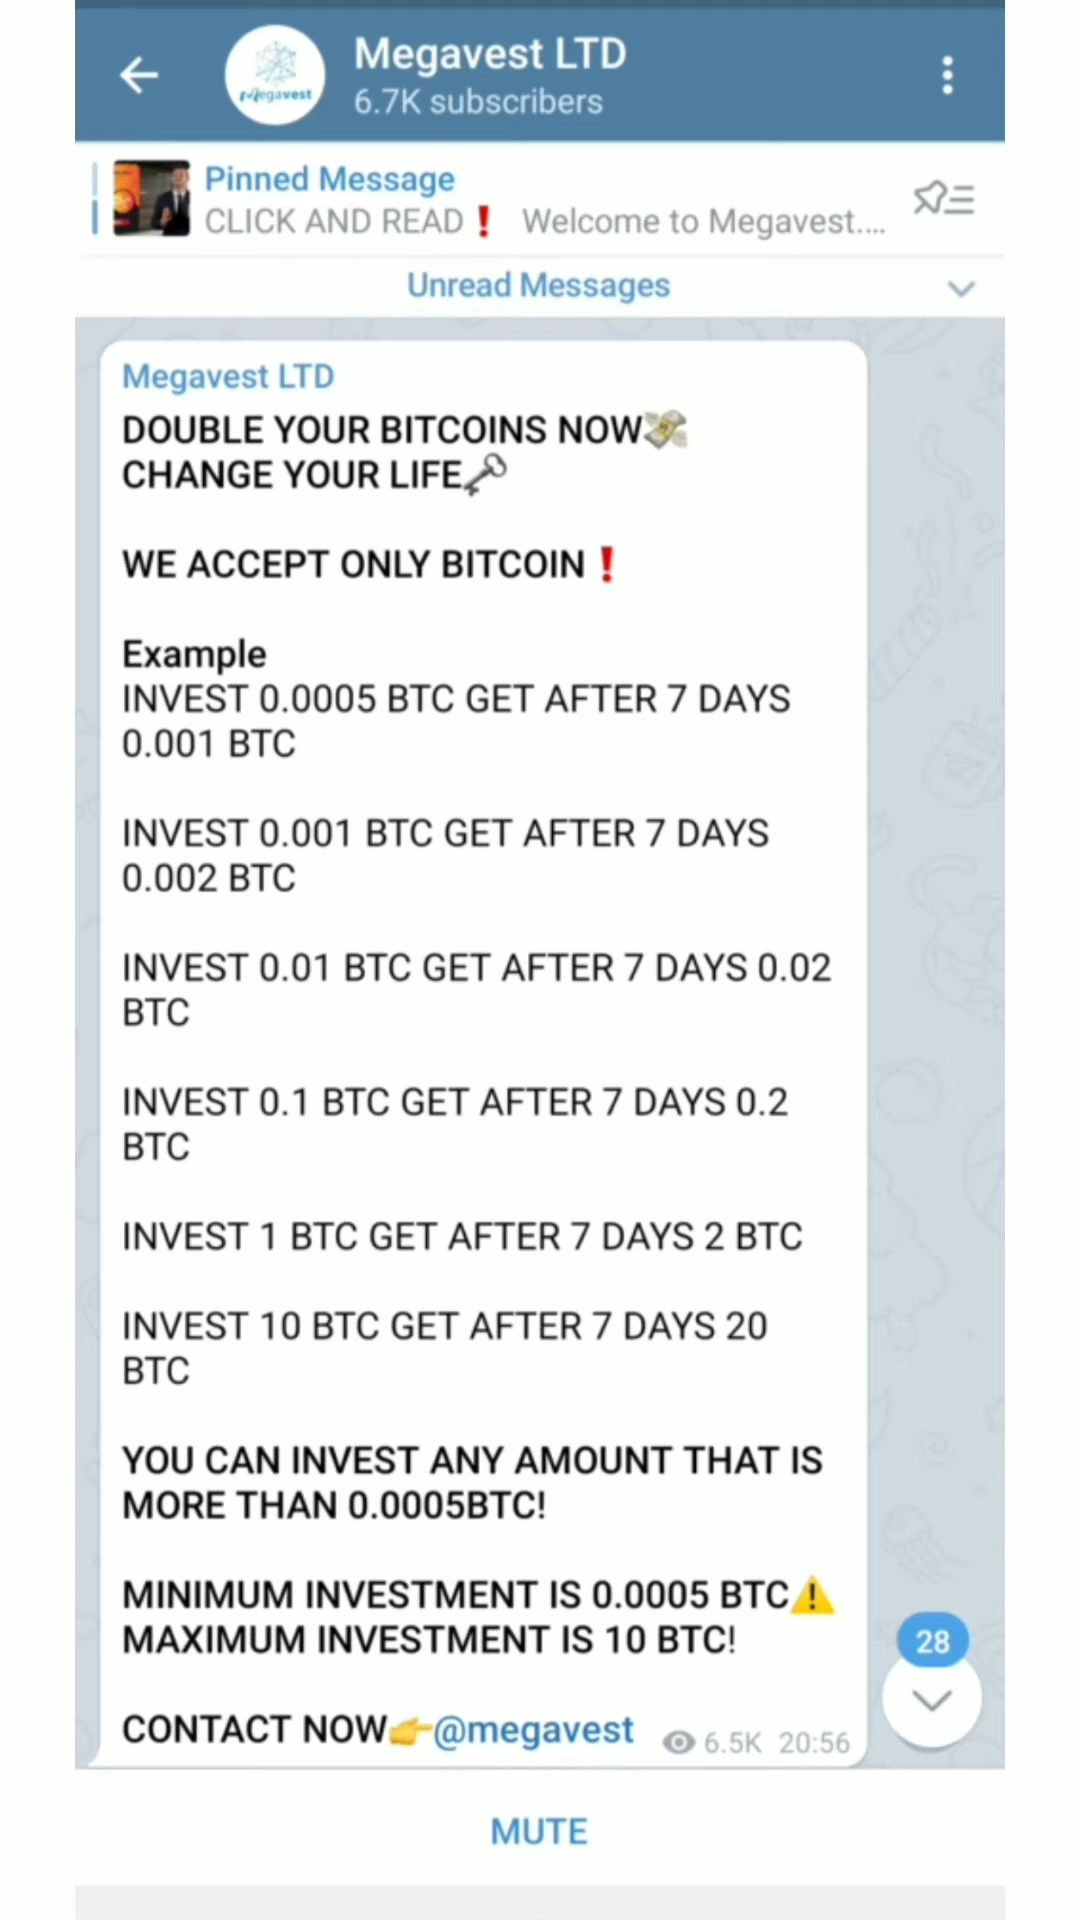 Megavest LTD
6.7K subscribers
Megavest
Pinned Message
CLICK AND READ❗ Welcome to Megavest....
Unread Messages
Megavest LTD
DOUBLE YOUR BITCOINS NOW💸
CHANGE YOUR LIFE🗝
WE ACCEPT ONLY BITCOIN❗
Example
INVEST 0.0005 BTC GET AFTER 7 DAYS
0.001 BTC
INVEST 0.001 BTC GET AFTER 7 DAYS
0.002 BTC
INVEST 0.01 BTC GET AFTER 7 DAYS 0.02
BTC
INVEST 0.1 BTC GET AFTER 7 DAYS 0.2
BTC
INVEST 1 BTC GET AFTER 7 DAYS 2 BTC
INVEST 10 BTC GET AFTER 7 DAYS 20
BTC
YOU CAN INVEST ANY AMOUNT THAT IS
MORE THAN 0.0005BTC!
MINIMUM INVESTMENT IS 0.0005 BTC⚠️
MAXIMUM INVESTMENT IS 10 BTC!
28
CONTACT NOW👉@megavest 6.5K 20:56
MUTE